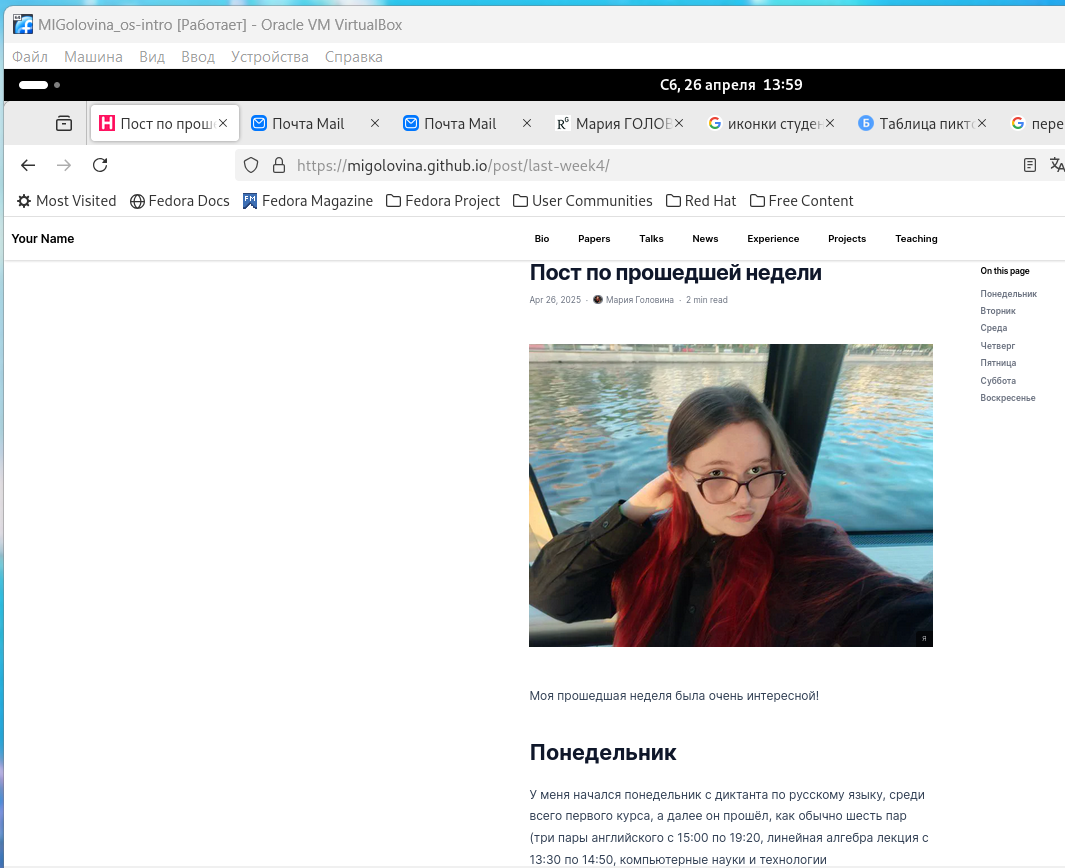 MIGolovina_os-intro [Работает] - Oracle VM VirtualBox
Файл Машина Вид Ввод Устройства Справка
Сб, 26 апреля 13:59
Пост по прош Почта Mail Почта Mail Мария ГОЛОВ иконки студен Таблица пикт пере
https://migolovina.github.io/post/last-week4/
Most Visited Fedora Docs Fedora Magazine Fedora Project User Communities Red Hat Free Content
Your Name Bio Papers Talks News Experience Projects Teaching
Пост по прошедшей недели
Apr 26, 2025 · Мария Головина · 2 min read
On this page
Понедельник
Вторник
Среда
Четверг
Пятница
Суббота
Воскресенье
Я
Моя прошедшая неделя была очень интересной!
Понедельник
У меня начался понедельник с диктанта по русскому языку, среди
всего первого курса, а далее он прошёл, как обычно шесть пар
(три пары английского с 15:00 по 19:20, линейная алгебра лекция с
13:30 по 14:50, компьютерные науки и технологии